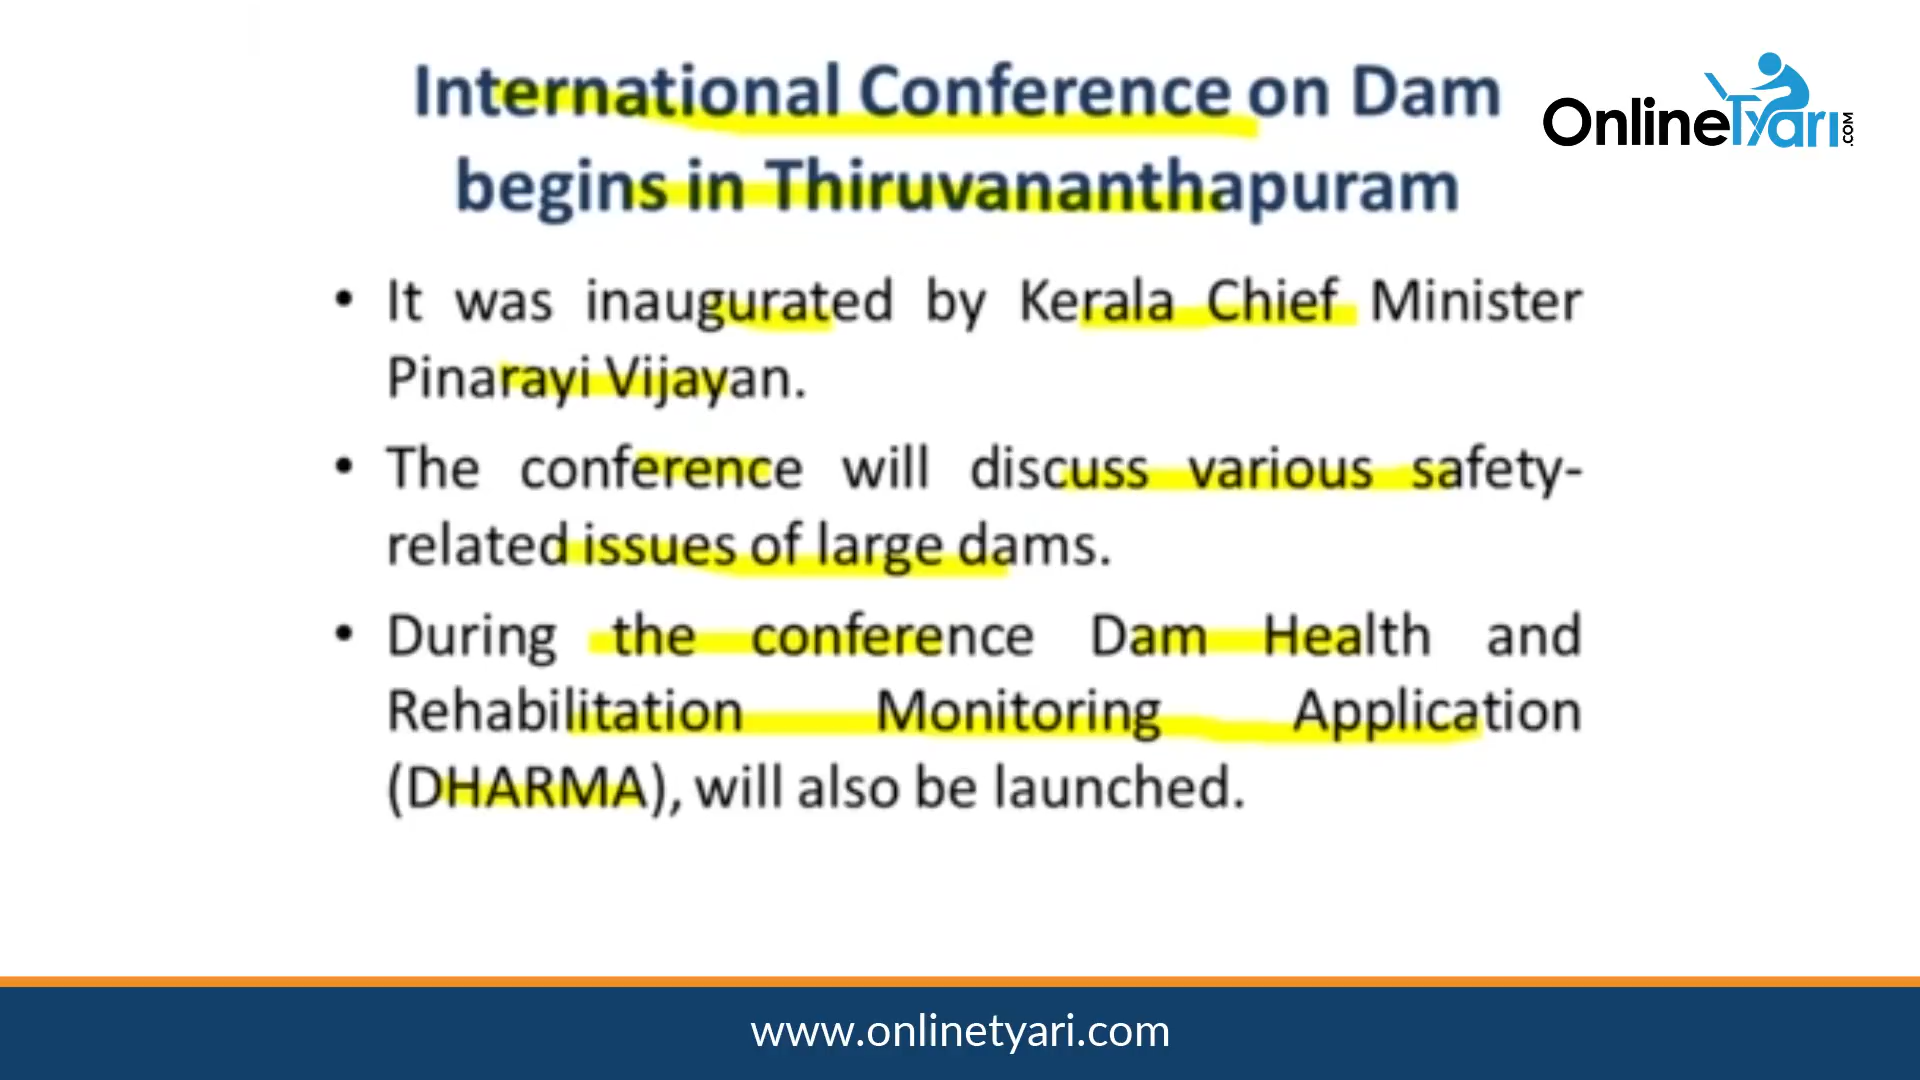 International Conference on Dam
begins in Thiruvananthapuram
OnlineTyari.COM
• It was inaugurated by Kerala Chief Minister
Pinarayi Vijayan.
• The conference will discuss various safety-
related issues of large dams.
• During the conference Dam Health and
Rehabilitation Monitoring Application
(DHARMA), will also be launched.
www.onlinetyari.com